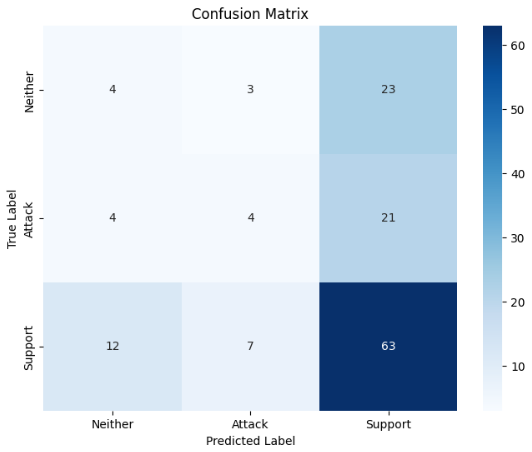 Confusion Matrix
True Label
Neither
4 3 23
Attack
4 4 21
Support
12 7 63
Neither Attack Support
Predicted Label
60
50
40
30
20
10